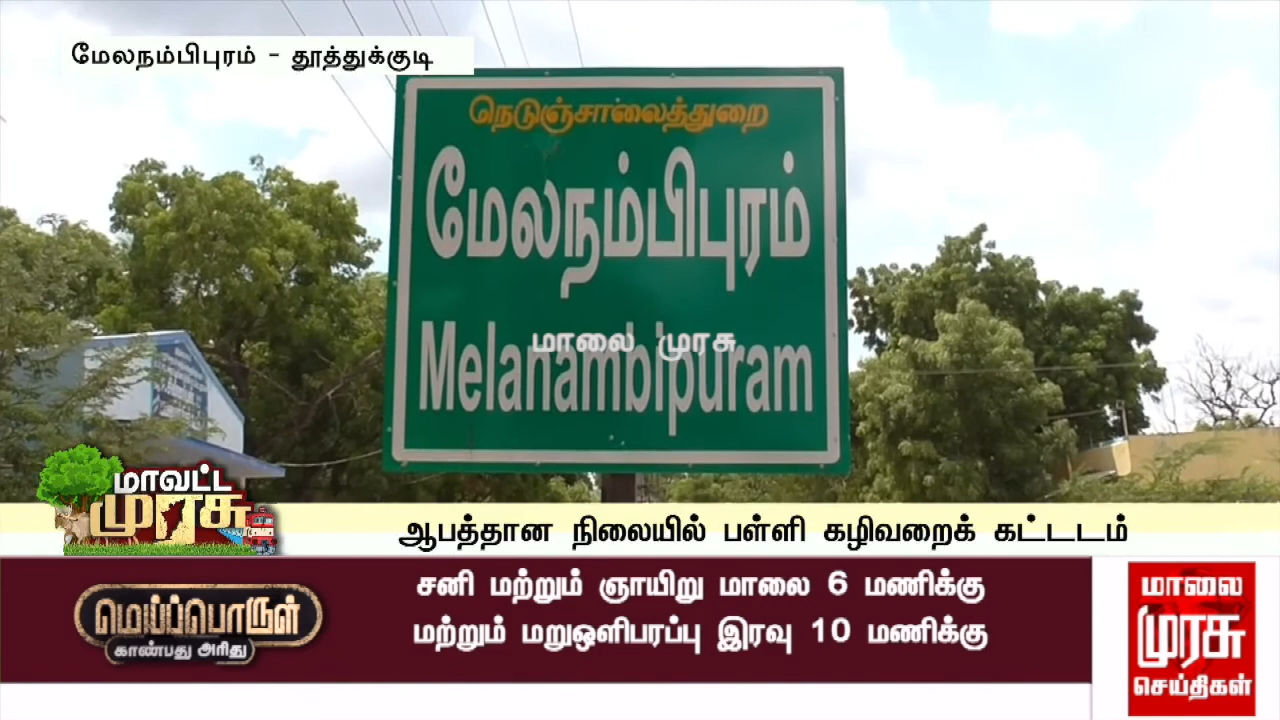 மேலநம்பிபுரம் - தூத்துக்குடி
நெடுஞ்சாலைத்துறை
மேலநம்பிபுரம்
மாலை முரசு
Melanambipuram
மாவட்ட
முரசு
ஆபத்தான நிலையில் பள்ளி கழிவறைக் கட்டடம்
மெய்ப்பொருள்
காண்பது அரிது
சனி மற்றும் ஞாயிறு மாலை 6 மணிக்கு
மற்றும் மறுஒளிபரப்பு இரவு 10 மணிக்கு
மாலை
முரசு
செய்திகள்